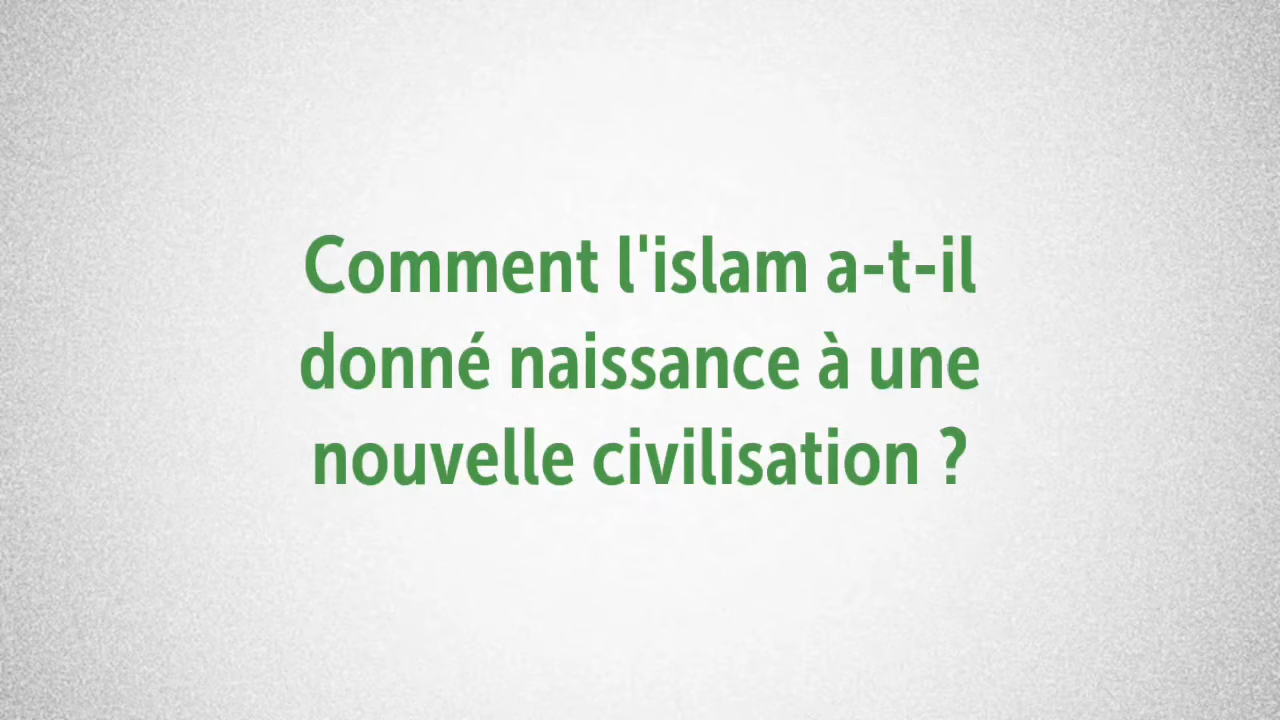 Comment l'islam a-t-il
donné naissance à une
nouvelle civilisation ?